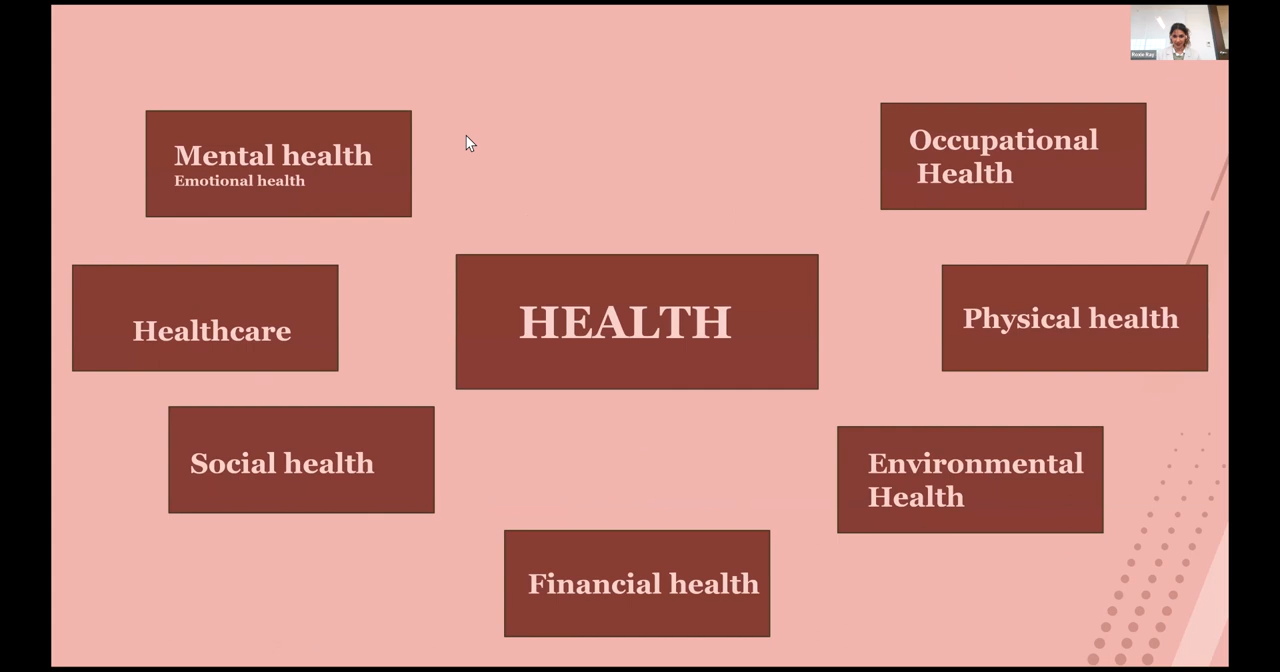 Mental health
Emotional health
Occupational
Health
Healthcare
HEALTH
Physical health
Social health
Environmental
Health
Financial health